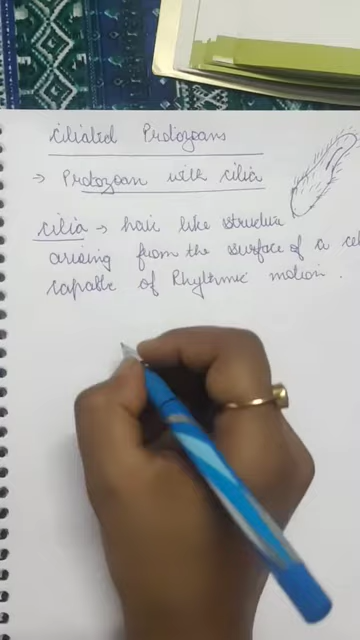 Ciliated Protozoans
→ Protozoan with cilia
cilia → hair like structure
arising from the surface of a cell
capable of Rhythmic motion.